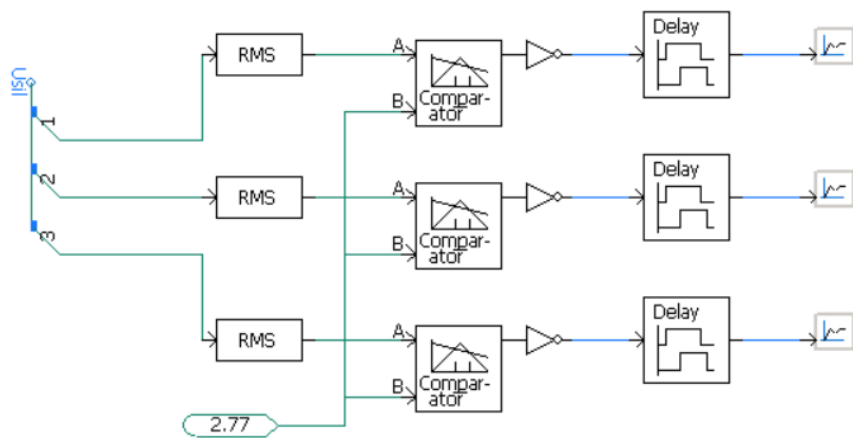 Usil
1
RMS
A
B
Compar-
ator
Delay
2
RMS
A
B
Compar-
ator
Delay
3
RMS
A
B
Compar-
ator
Delay
2.77